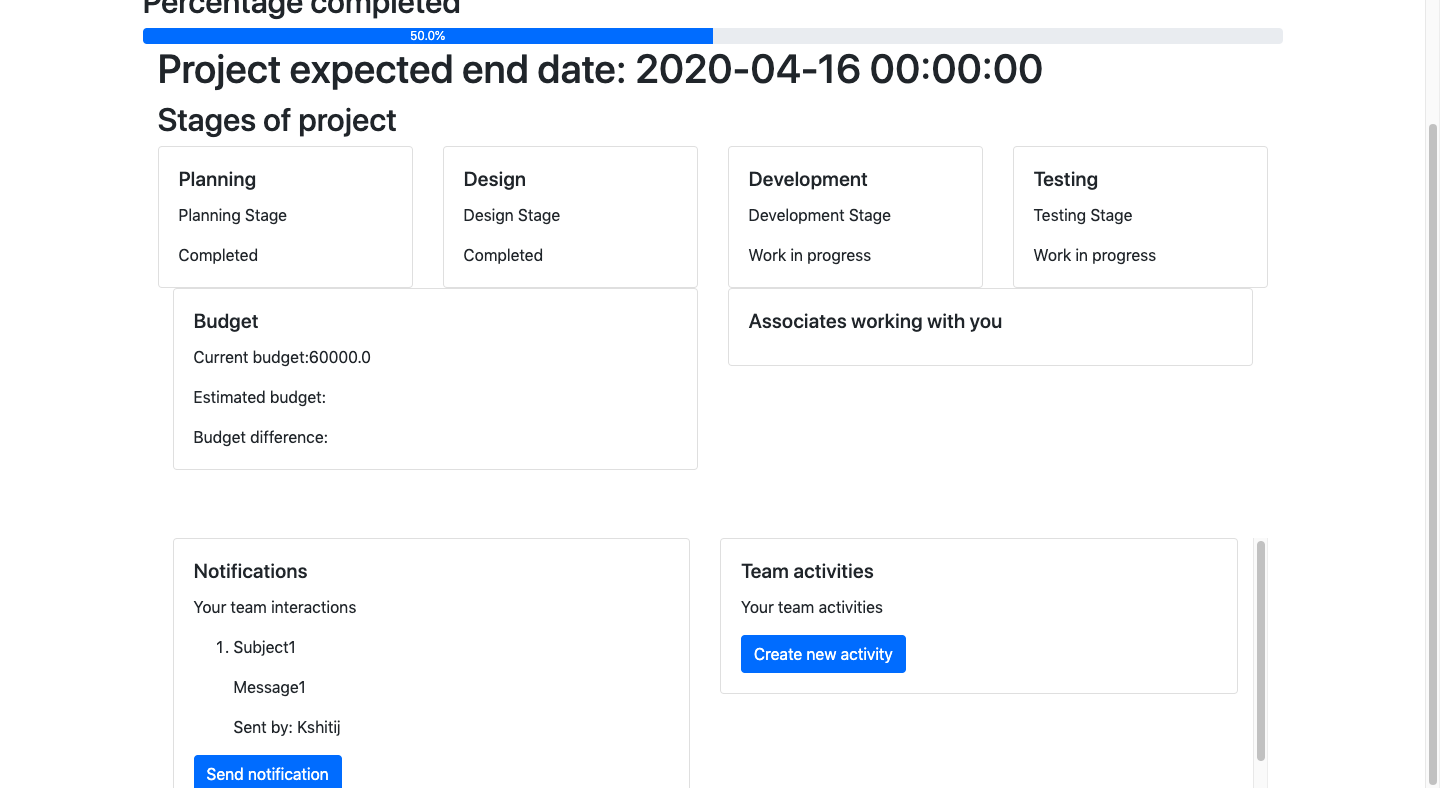 Percentage completed
50.0%
Project expected end date: 2020-04-16 00:00:00
Stages of project
Planning
Planning Stage
Completed
Design
Design Stage
Completed
Development
Development Stage
Work in progress
Testing
Testing Stage
Work in progress
Budget
Current budget:60000.0
Estimated budget:
Budget difference:
Associates working with you
Notifications
Your team interactions
1. Subject1
Message1
Sent by: Kshitij
Send notification
Team activities
Your team activities
Create new activity